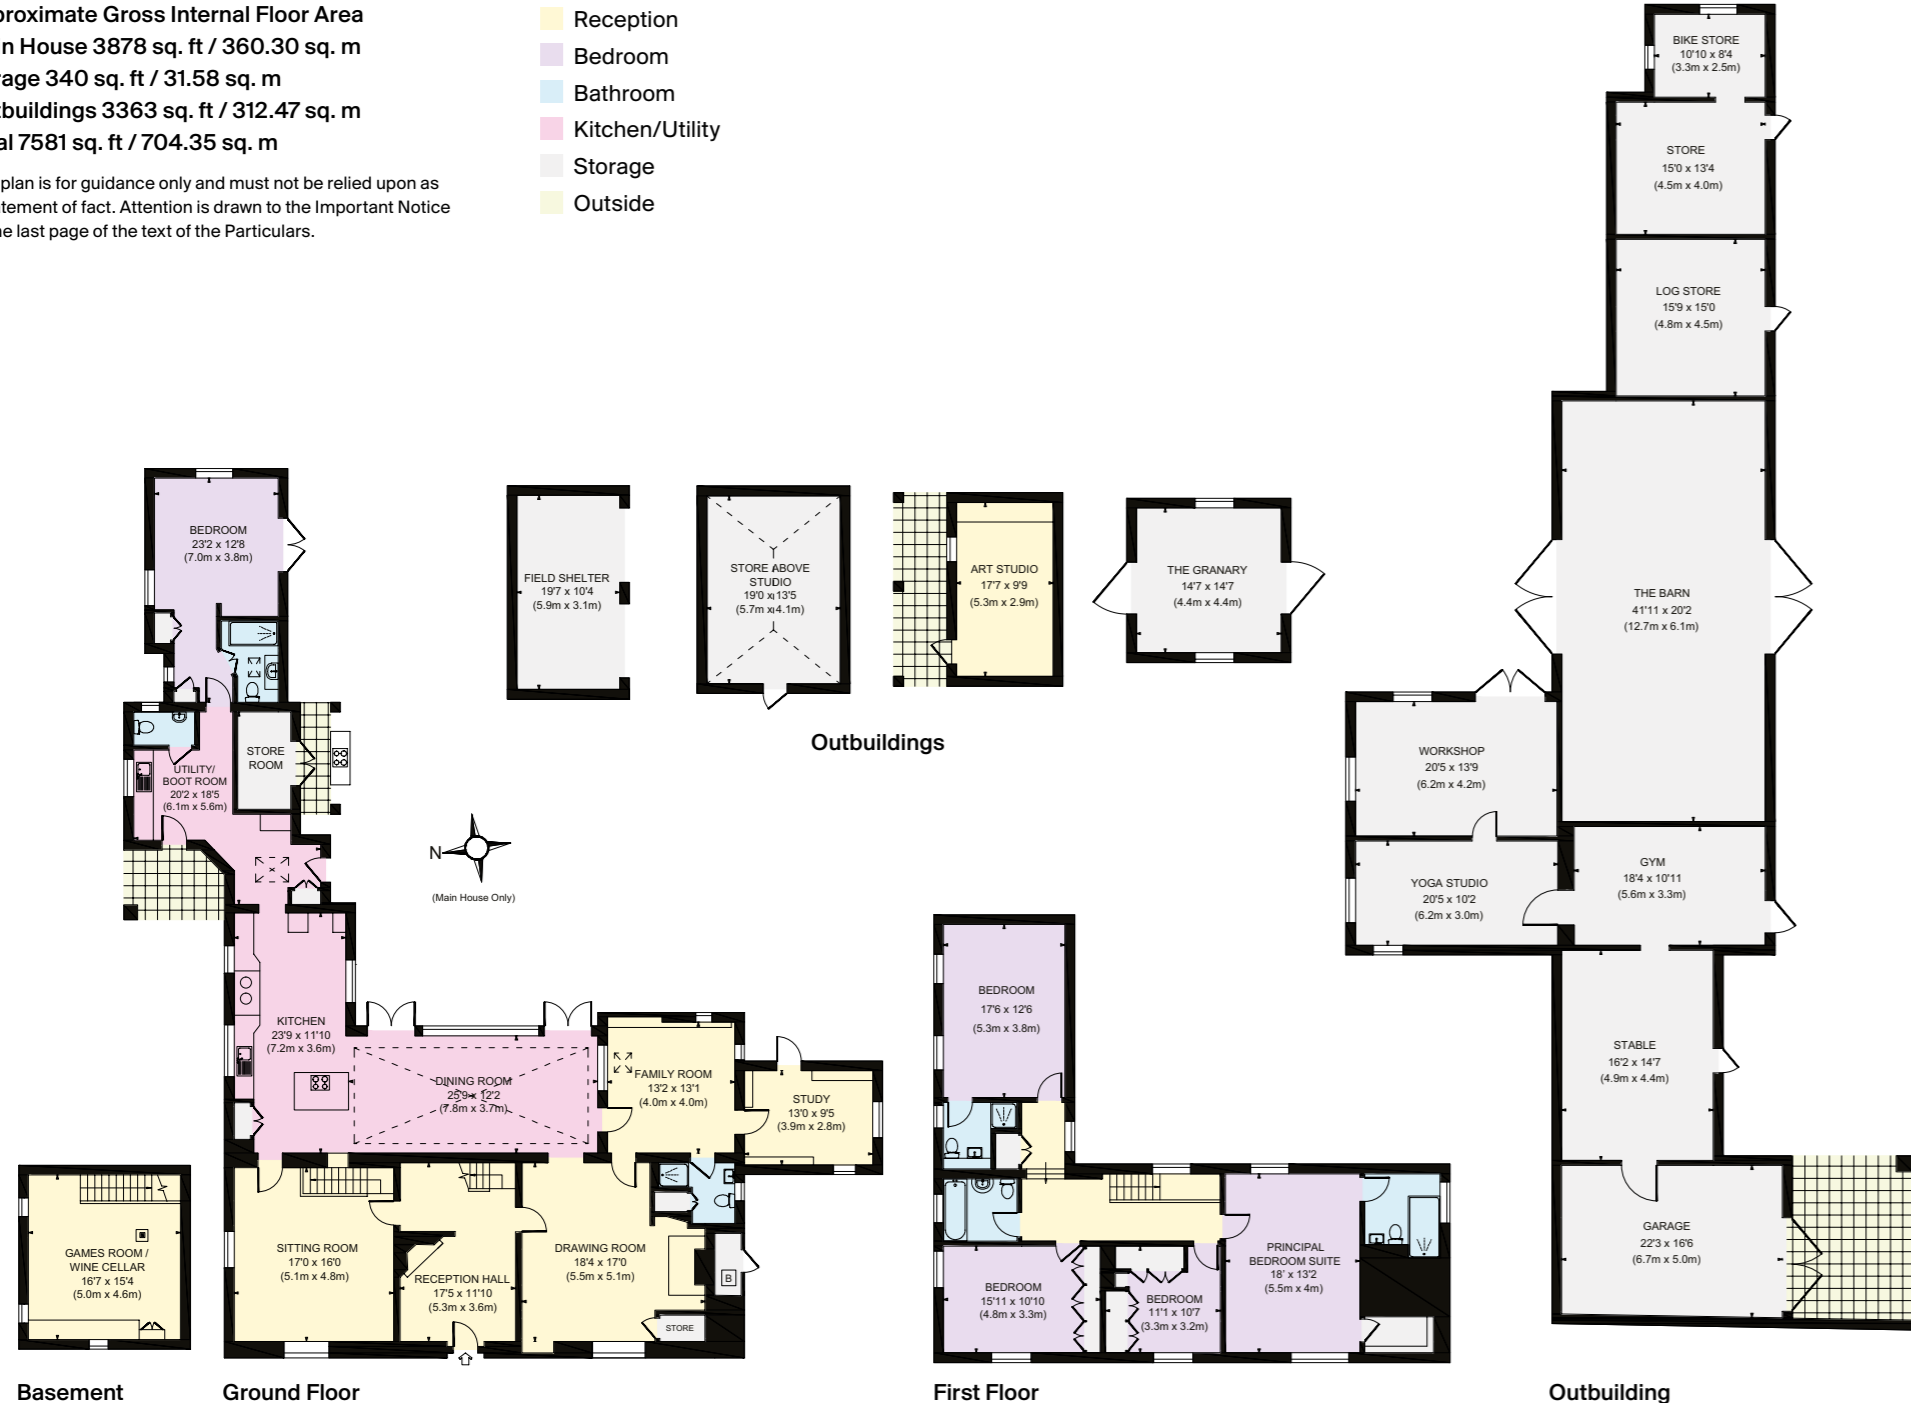 proximate Gross Internal Floor Area
n House 3878 sq. ft / 360.30 sq. m
rage 340 sq. ft / 31.58 sq. m
tbuildings 3363 sq. ft / 312.47 sq. m
al 7581 sq. ft / 704.35 sq. m
plan is for guidance only and must not be relied upon as
tement of fact. Attention is drawn to the Important Notice
he last page of the text of the Particulars.
Reception
Bedroom
Bathroom
Kitchen/Utility
Storage
Outside
BIKE STORE
10'10 x 8'4
(3.3m x 2.5m)
STORE
15'0 x 13'4
(4.5m x 4.0m)
LOG STORE
15'9 x 15'0
(4.8m x 4.5m)
THE BARN
41'11 x 20'2
(12.7m x 6.1m)
WORKSHOP
20'5 x 13'9
(6.2m x 4.2m)
YOGA STUDIO
20'5 x 10'2
(6.2m x 3.0m)
GYM
18'4 x 10'11
(5.6m x 3.3m)
STABLE
16'2 x 14'7
(4.9m x 4.4m)
GARAGE
22'3 x 16'6
(6.7m x 5.0m)
Outbuilding
FIELD SHELTER
19'7 x 10'4
(5.9m x 3.1m)
STORE ABOVE
STUDIO
19'0 x 13'5
(5.7m x 4.1m)
ART STUDIO
17'7 x 9'9
(5.3m x 2.9m)
THE GRANARY
14'7 x 14'7
(4.4m x 4.4m)
Outbuildings
BEDROOM
23'2 x 12'8
(7.0m x 3.8m)
STORE
ROOM
UTILITY/
BOOT ROOM
20'2 x 18'5
(6.1m x 5.6m)
N
(Main House Only)
KITCHEN
23'9 x 11'10
(7.2m x 3.6m)
DINING ROOM
25'9 x 12'2
(7.8m x 3.7m)
FAMILY ROOM
13'2 x 13'1
(4.0m x 4.0m)
STUDY
13'0 x 9'5
(3.9m x 2.8m)
SITTING ROOM
17'0 x 16'0
(5.1m x 4.8m)
RECEPTION HALL
17'5 x 11'10
(5.3m x 3.6m)
DRAWING ROOM
18'4 x 17'0
(5.5m x 5.1m)
B
STORE
Ground Floor
GAMES ROOM /
WINE CELLAR
16'7 x 15'4
(5.0m x 4.6m)
Basement
BEDROOM
17'6 x 12'6
(5.3m x 3.8m)
BEDROOM
15'11 x 10'10
(4.8m x 3.3m)
BEDROOM
11'1 x 10'7
(3.3m x 3.2m)
PRINCIPAL
BEDROOM SUITE
18' x 13'2
(5.5m x 4m)
First Floor